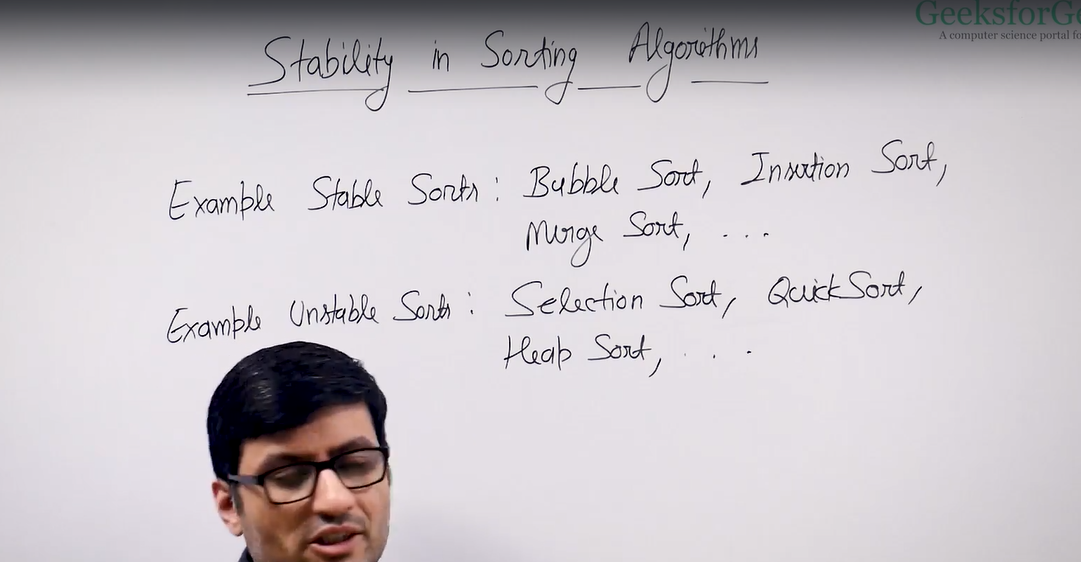 GeeksforGe
A computer science portal fo
Stability in Sorting Algorithms
Example Stable Sorts : Bubble Sort, Insertion Sort,
Merge Sort, ...
Example Unstable Sorts : Selection Sort, QuickSort,
Heap Sort, ...